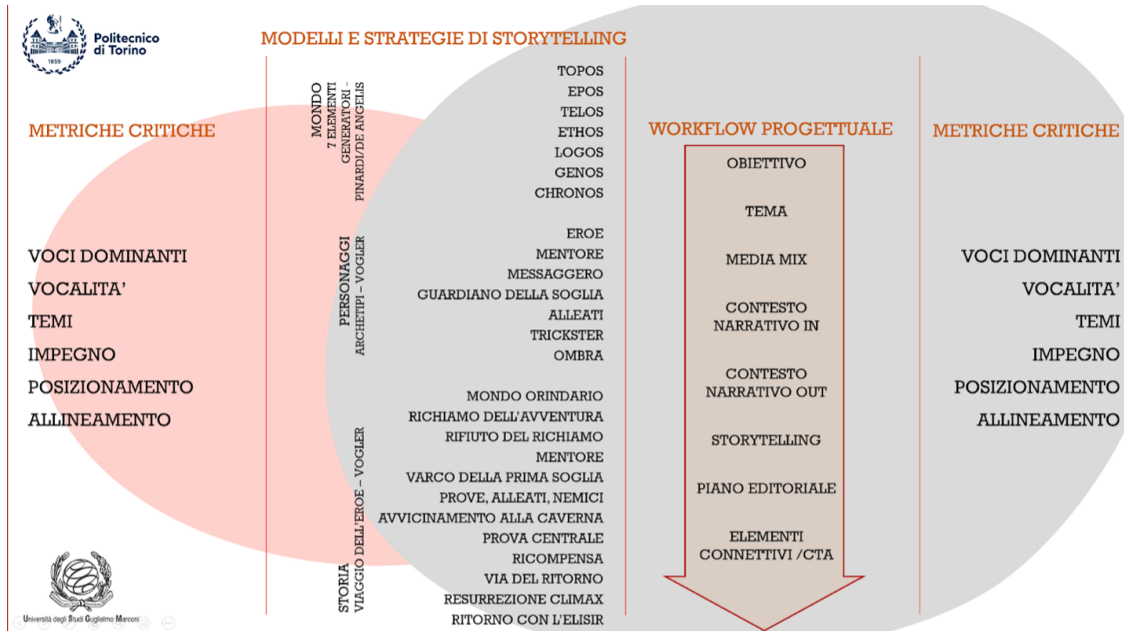 Politecnico
di Torino
1859
MODELLI E STRATEGIE DI STORYTELLING
METRICHE CRITICHE
VOCI DOMINANTI
VOCALITA'
TEMI
IMPEGNO
POSIZIONAMENTO
ALLINEAMENTO
MONDO
7 ELEMENTI
GENERATORI -
PINARDI/DE ANGELIS
TOPOS
EPOS
TELOS
ETHOS
LOGOS
GENOS
CHRONOS
PERSONAGGI
ARCHETIPI – VOGLER
EROE
MENTORE
MESSAGGERO
GUARDIANO DELLA SOGLIA
ALLEATI
TRICKSTER
OMBRA
STORIA
VIAGGIO DELL'EROE – VOGLER
MONDO ORINDARIO
RICHIAMO DELL'AVVENTURA
RIFIUTO DEL RICHIAMO
MENTORE
VARCO DELLA PRIMA SOGLIA
PROVE, ALLEATI, NEMICI
AVVICINAMENTO ALLA CAVERNA
PROVA CENTRALE
RICOMPENSA
VIA DEL RITORNO
RESURREZIONE CLIMAX
RITORNO CON L'ELISIR
WORKFLOW PROGETTUALE
OBIETTIVO
TEMA
MEDIA MIX
CONTESTO
NARRATIVO IN
CONTESTO
NARRATIVO OUT
STORYTELLING
PIANO EDITORIALE
ELEMENTI
CONNETTIVI /CTA
METRICHE CRITICHE
VOCI DOMINANTI
VOCALITA'
TEMI
IMPEGNO
POSIZIONAMENTO
ALLINEAMENTO
Università degli Studi Guglielmo Marconi